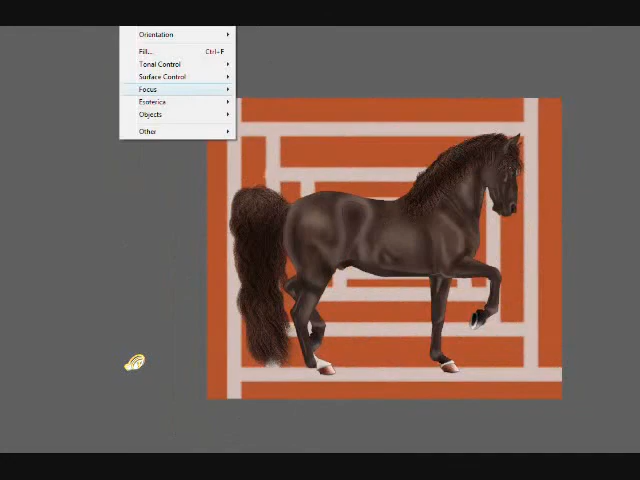 Orientation
Fill... Ctrl+F
Tonal Control
Surface Control
Focus
Esoterica
Objects
Other